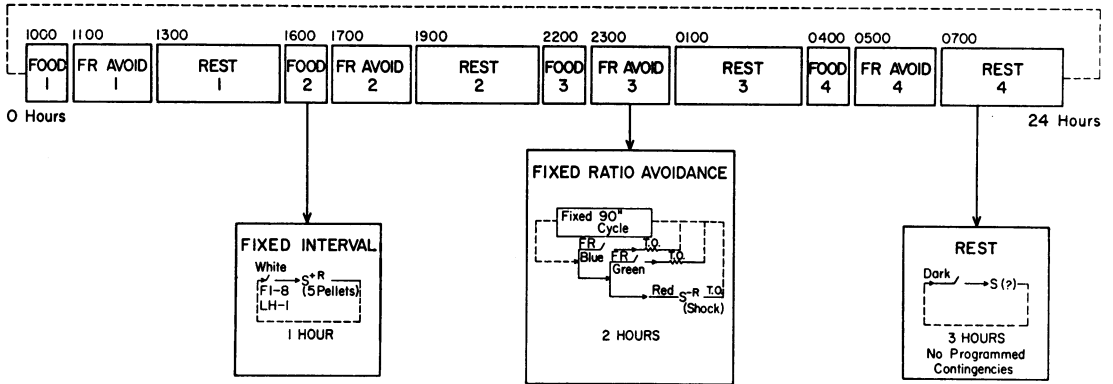 1000 1100 1300 1600 1700 1900 2200 2300 0100 0400 0500 0700
FOOD FR AVOID REST FOOD FR AVOID REST FOOD FR AVOID REST FOOD FR AVOID REST
1 1 1 2 2 2 3 3 3 4 4 4
0 Hours 24 Hours
FIXED INTERVAL
White
S+R
FI-8 (5 Pellets)
LH-1
1 HOUR
FIXED RATIO AVOIDANCE
Fixed 90"
Cycle
FR T.O.
Blue FR T.O.
Green
Red S-R T.O.
(Shock)
2 HOURS
REST
Dark S (?)
3 HOURS
No Programmed
Contingencies